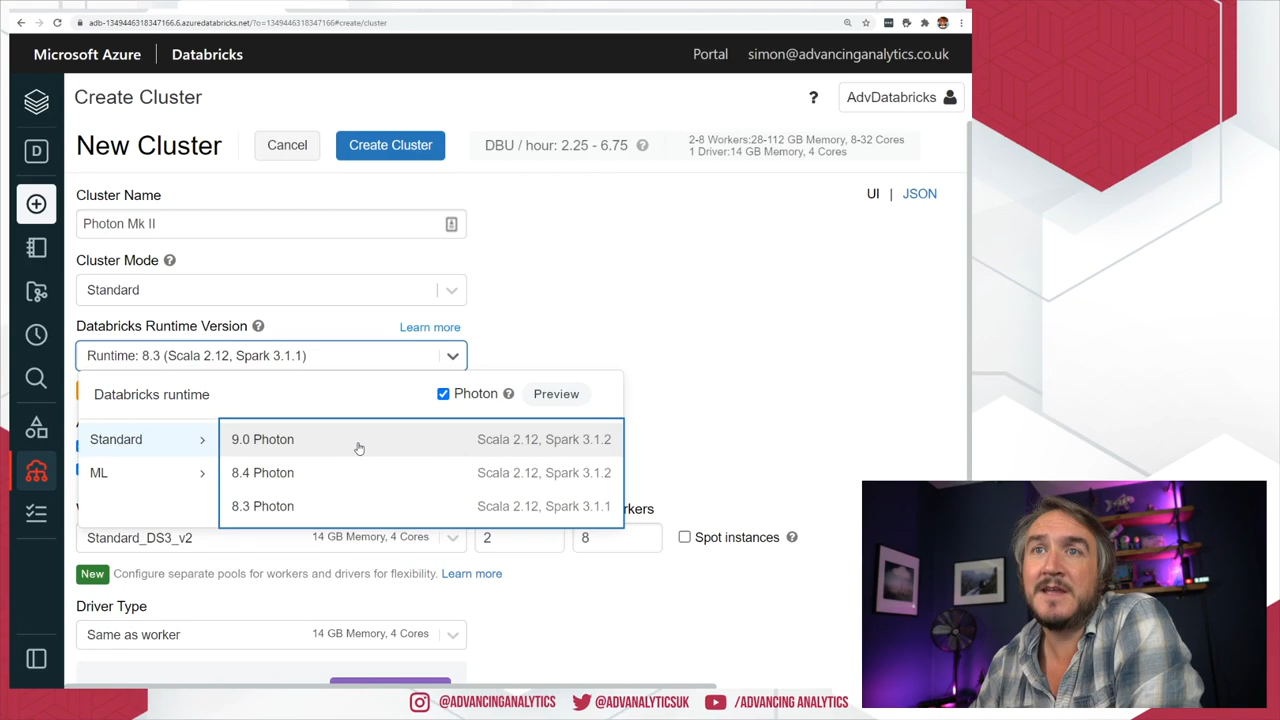 adb-1349446318347166.6.azuredatabricks.net/?o=1349446318347166#create/cluster
Microsoft Azure | Databricks
Portal
simon@advancinganalytics.co.uk
Create Cluster
?
AdvDatabricks
New Cluster
Cancel
Create Cluster
DBU / hour: 2.25 - 6.75 ?
2-8 Workers:28-112 GB Memory, 8-32 Cores
1 Driver:14 GB Memory, 4 Cores
UI | JSON
Cluster Name
Photon Mk II
Cluster Mode ?
Standard
Databricks Runtime Version ?
Learn more
Runtime: 8.3 (Scala 2.12, Spark 3.1.1)
Databricks runtime
Photon ?
Preview
Standard
ML
9.0 Photon
Scala 2.12, Spark 3.1.2
8.4 Photon
Scala 2.12, Spark 3.1.2
8.3 Photon
Scala 2.12, Spark 3.1.1
Standard_DS3_v2
14 GB Memory, 4 Cores
2
8
Spot instances ?
New Configure separate pools for workers and drivers for flexibility. Learn more
Driver Type
Same as worker
14 GB Memory, 4 Cores
@ADVANCINGANALYTICS
@ADVANALYTICSUK
/ADVANCING ANALYTICS